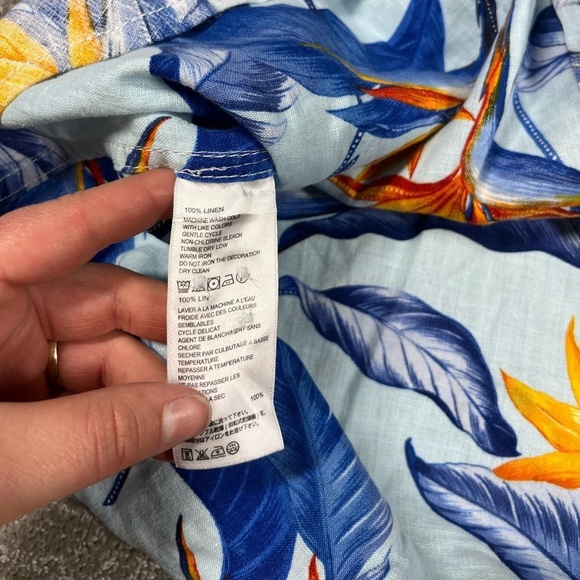 100% LINEN
MACHINE WASH COLD
WITH LIKE COLORS
GENTLE CYCLE
NON-CHLORINE BLEACH
TUMBLE DRY LOW
WARM IRON
DO NOT IRON THE DECORATION
DRY CLEAN
100% LIN
LAVER A LA MACHINE A L'EAU
FROIDE AVEC DES COULEURS
SEMBLABLES
CYCLE DELICAT
AGENT DE BLANCHIMENT SANS
CHLORE
SECHER PAR CULBUTAGE A BASSE
TEMPERATURE
REPASSER A TEMPERATURE
MOYENNE
PAS REPASSER LES
A SEC
100%